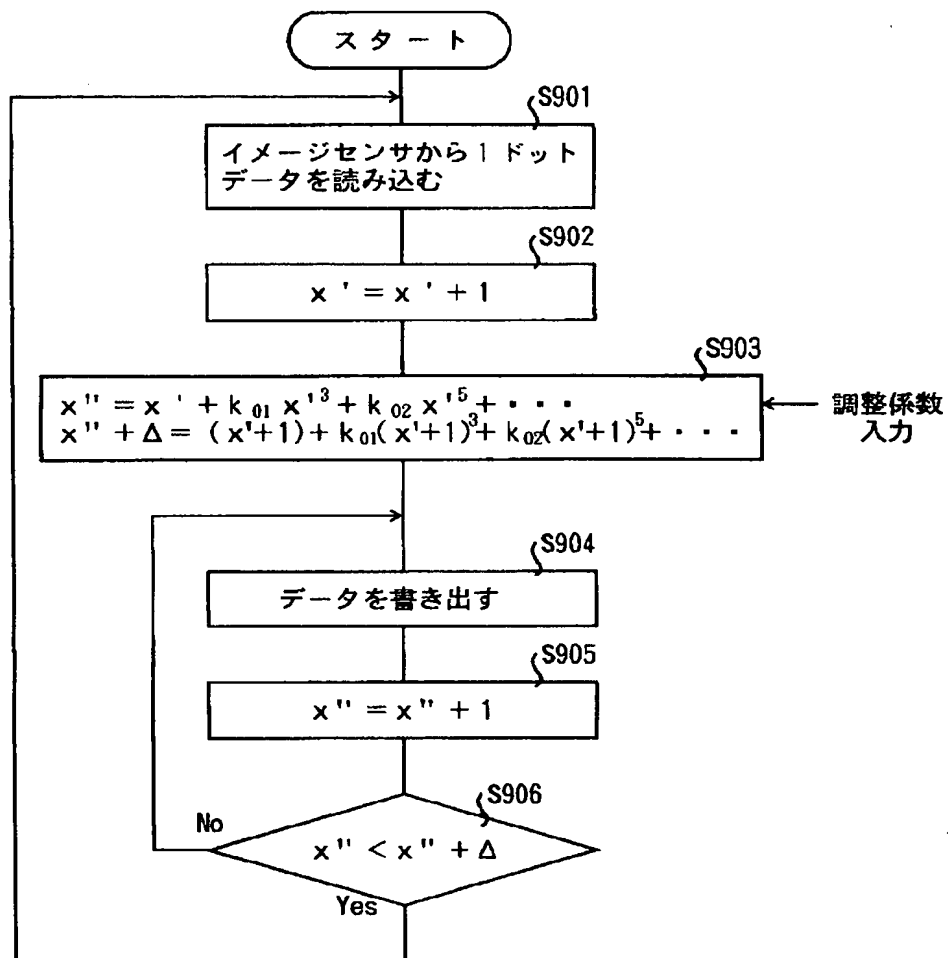 スタート
S901
イメージセンサから1ドット
データを読み込む
S902
x' = x' + 1
S903
x" = x' + k₀₁ x'³ + k₀₂ x'⁵ + ・・・
x" + Δ = (x'+1) + k₀₁(x'+1)³ + k₀₂(x'+1)⁵ + ・・・
調整係数
入力
S904
データを書き出す
S905
x" = x" + 1
S906
No
x" < x" + Δ
Yes